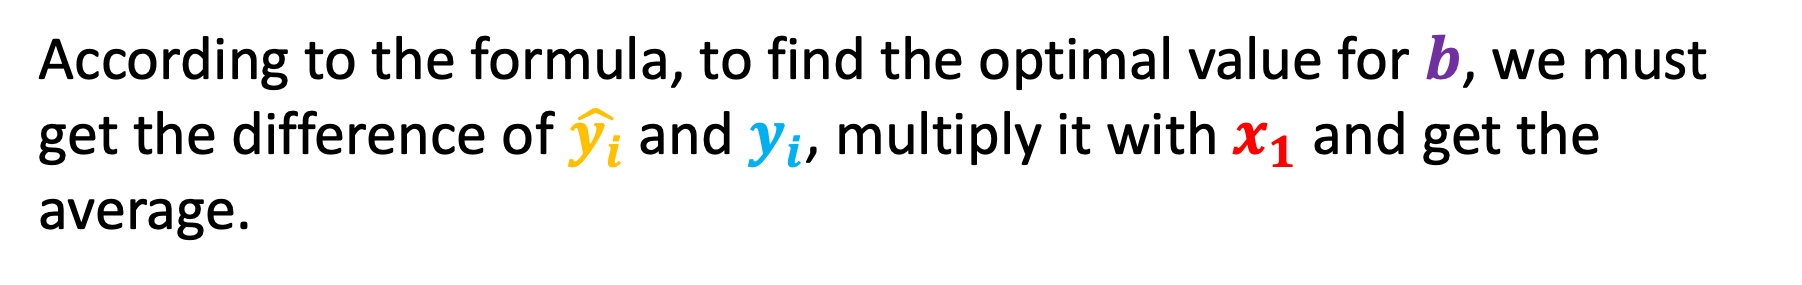 According to the formula, to find the optimal value for b, we must
get the difference of ŷᵢ and yᵢ, multiply it with x₁ and get the
average.